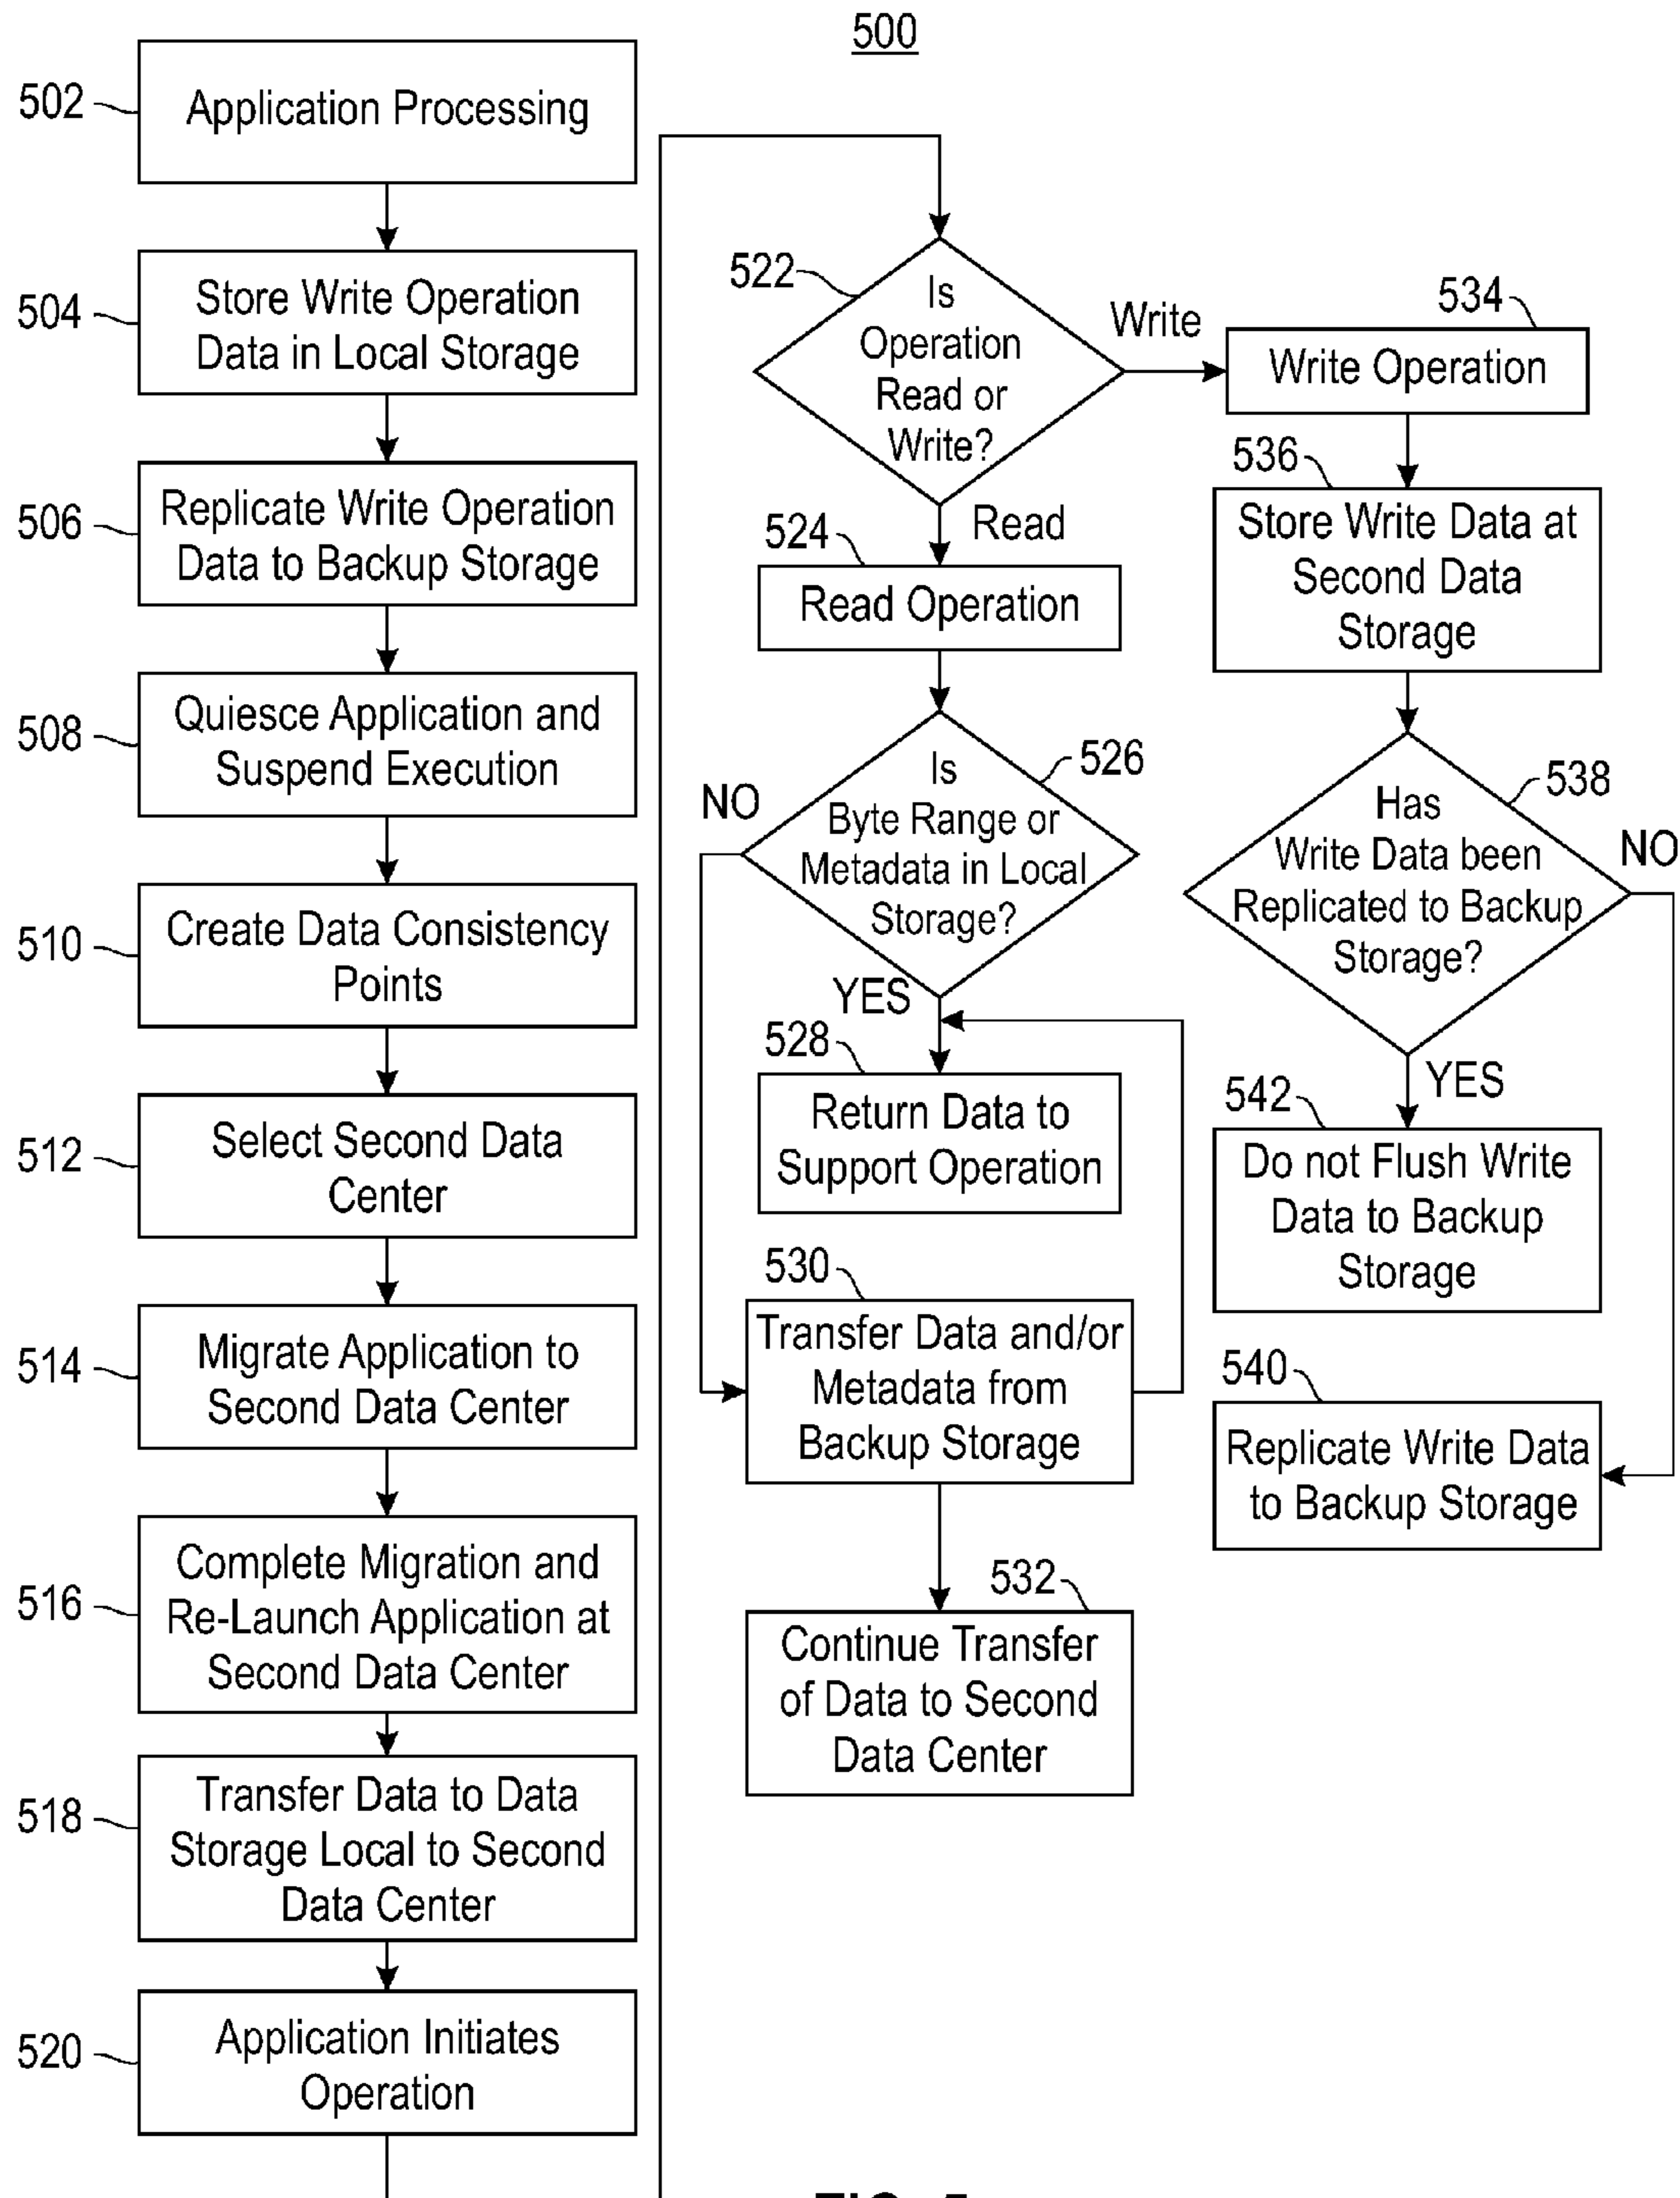 500
502
Application Processing
504
Store Write Operation
Data in Local Storage
506
Replicate Write Operation
Data to Backup Storage
508
Quiesce Application and
Suspend Execution
510
Create Data Consistency
Points
512
Select Second Data
Center
514
Migrate Application to
Second Data Center
516
Complete Migration and
Re-Launch Application at
Second Data Center
518
Transfer Data to Data
Storage Local to Second
Data Center
520
Application Initiates
Operation
522
Is
Operation
Read or
Write?
Write
Read
524
Read Operation
526
Is
Byte Range or
Metadata in Local
Storage?
NO
YES
528
Return Data to
Support Operation
530
Transfer Data and/or
Metadata from
Backup Storage
532
Continue Transfer
of Data to Second
Data Center
534
Write Operation
536
Store Write Data at
Second Data
Storage
538
Has
Write Data been
Replicated to Backup
Storage?
NO
YES
542
Do not Flush Write
Data to Backup
Storage
540
Replicate Write Data
to Backup Storage